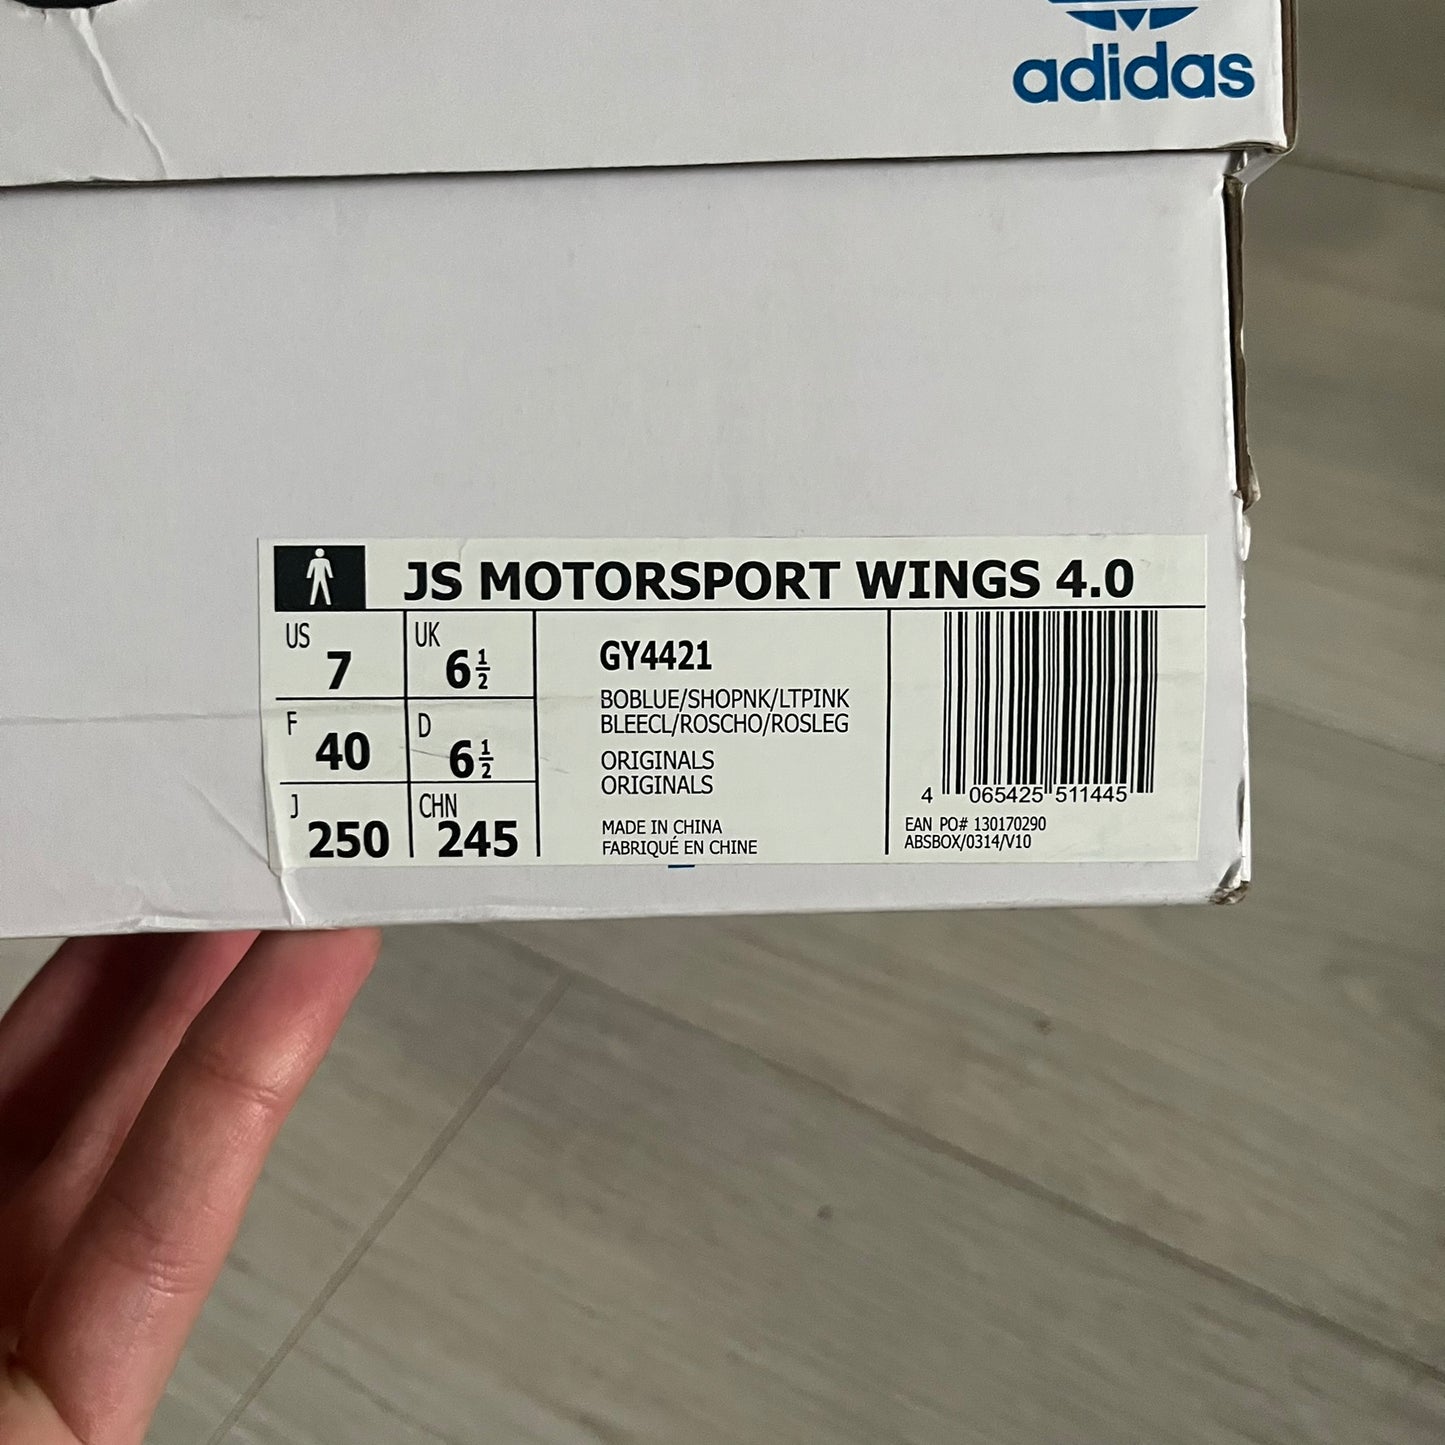 adidas
JS MOTORSPORT WINGS 4.0
US 7
UK 6 1/2
F 40
D 6 1/2
J 250
CHN 245
GY4421
BOBLUE/SHOPNK/LTPINK
BLEECL/ROSCHO/ROSLEG
ORIGINALS
ORIGINALS
MADE IN CHINA
FABRIQUÉ EN CHINE
4 065425 511445
EAN PO# 130170290
ABSBOX/0314/V10